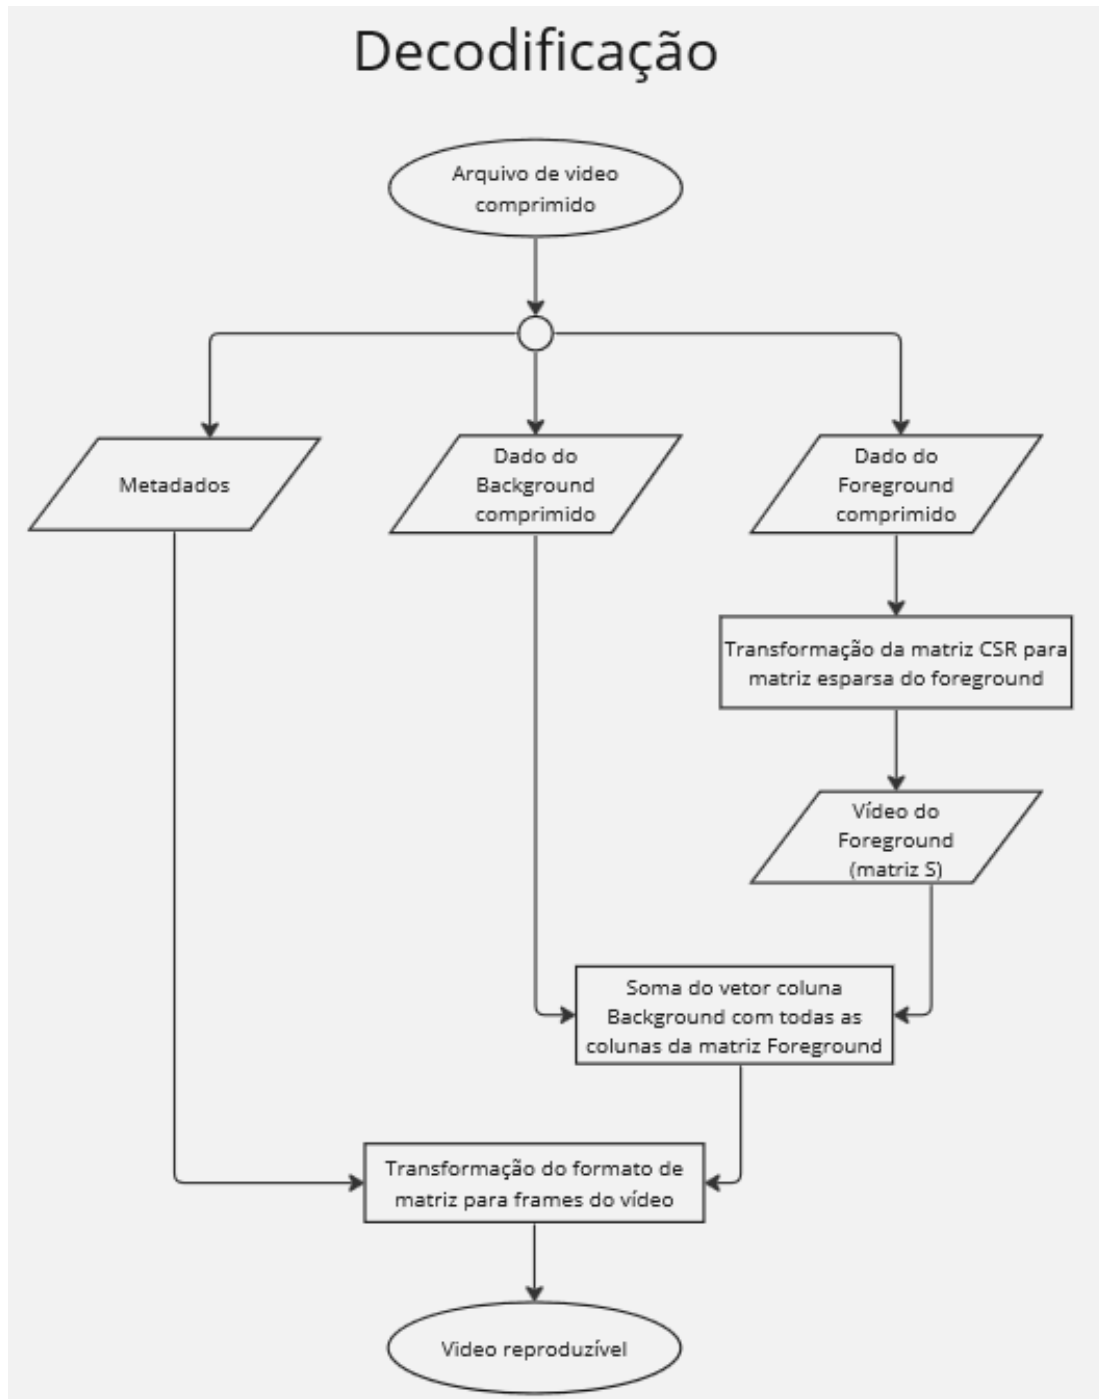 Decodificação
Arquivo de video
comprimido
Metadados
Dado do
Background
comprimido
Dado do
Foreground
comprimido
Transformação da matriz CSR para
matriz esparsa do foreground
Vídeo do
Foreground
(matriz S)
Soma do vetor coluna
Background com todas as
colunas da matriz Foreground
Transformação do formato de
matriz para frames do vídeo
Video reproduzível